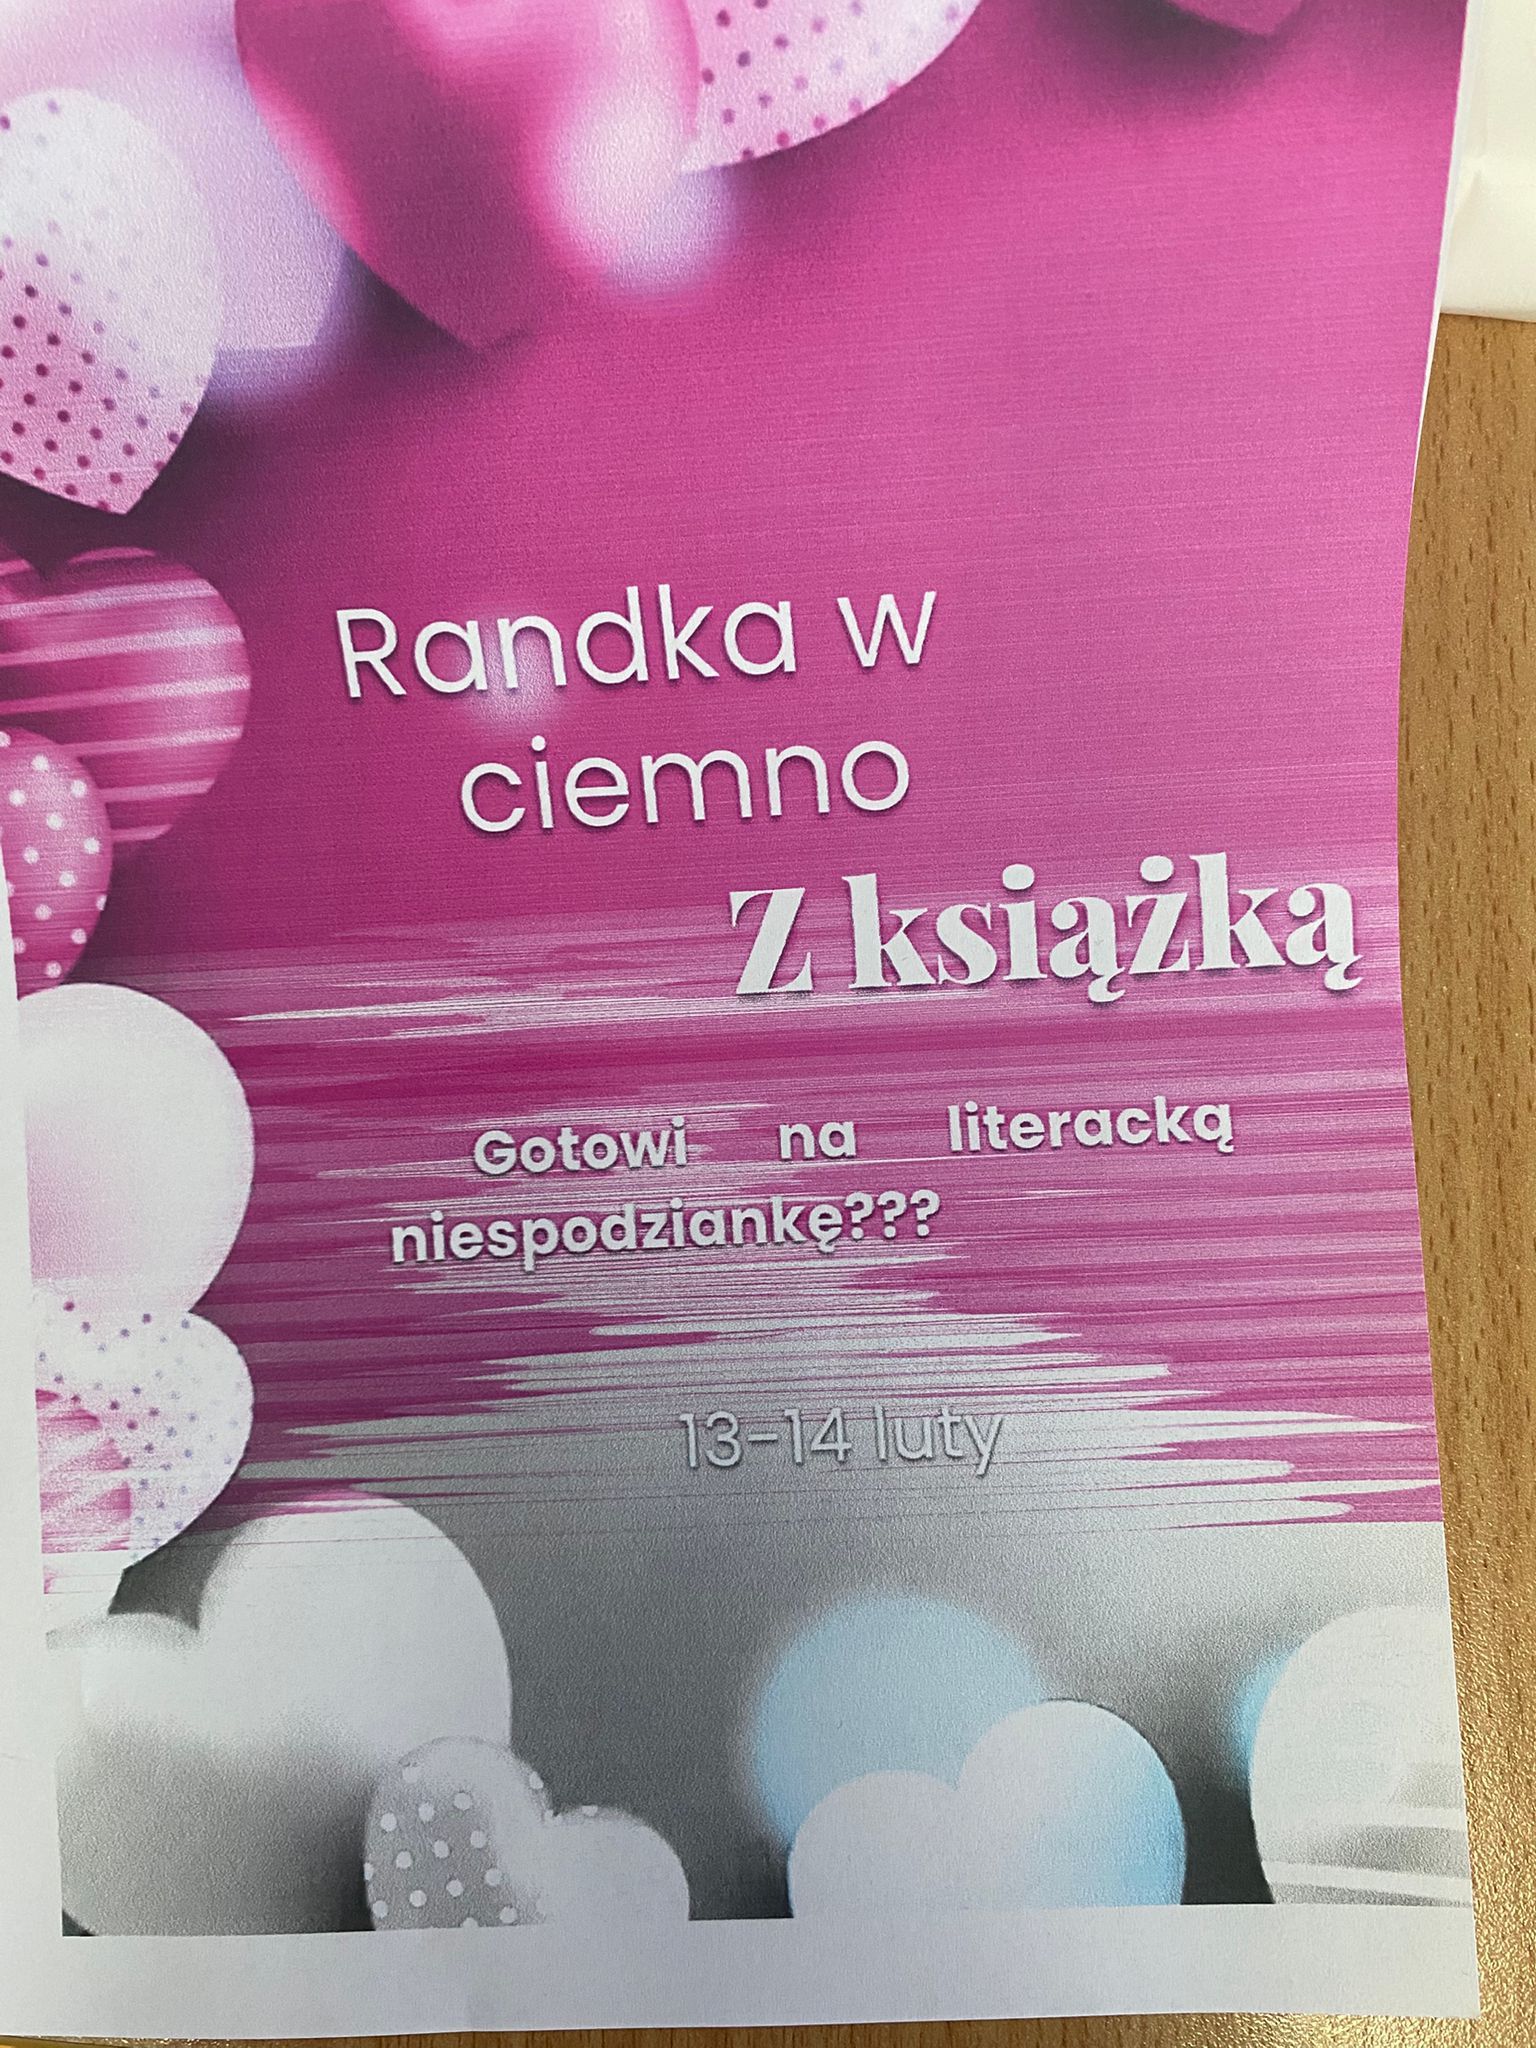 Randka w
ciemno
Z książką
Gotowi na literacką
niespodziankę???
13-14 luty